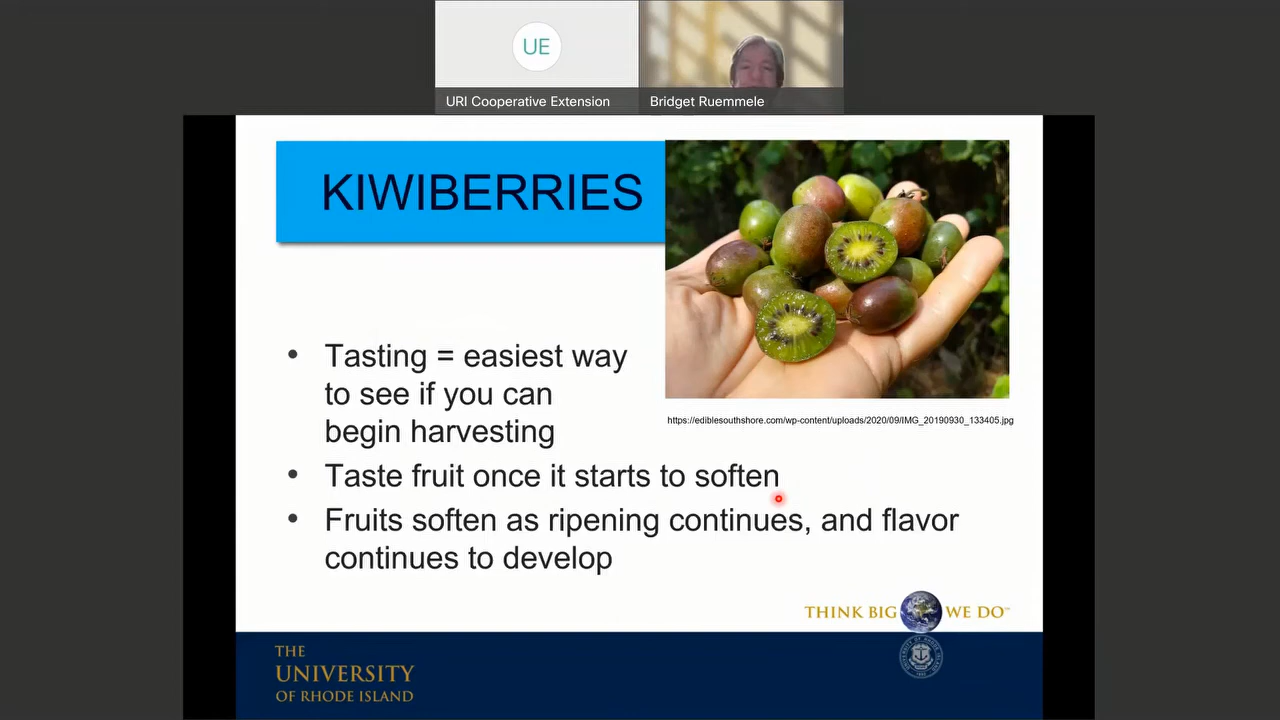 UE
URI Cooperative Extension
Bridget Ruemmele
KIWIBERRIES
• Tasting = easiest way
to see if you can
begin harvesting
https://ediblesouthshore.com/wp-content/uploads/2020/09/IMG_20190930_133405.jpg
• Taste fruit once it starts to soften
• Fruits soften as ripening continues, and flavor
continues to develop
THINK BIG WE DO™
THE
UNIVERSITY
OF RHODE ISLAND